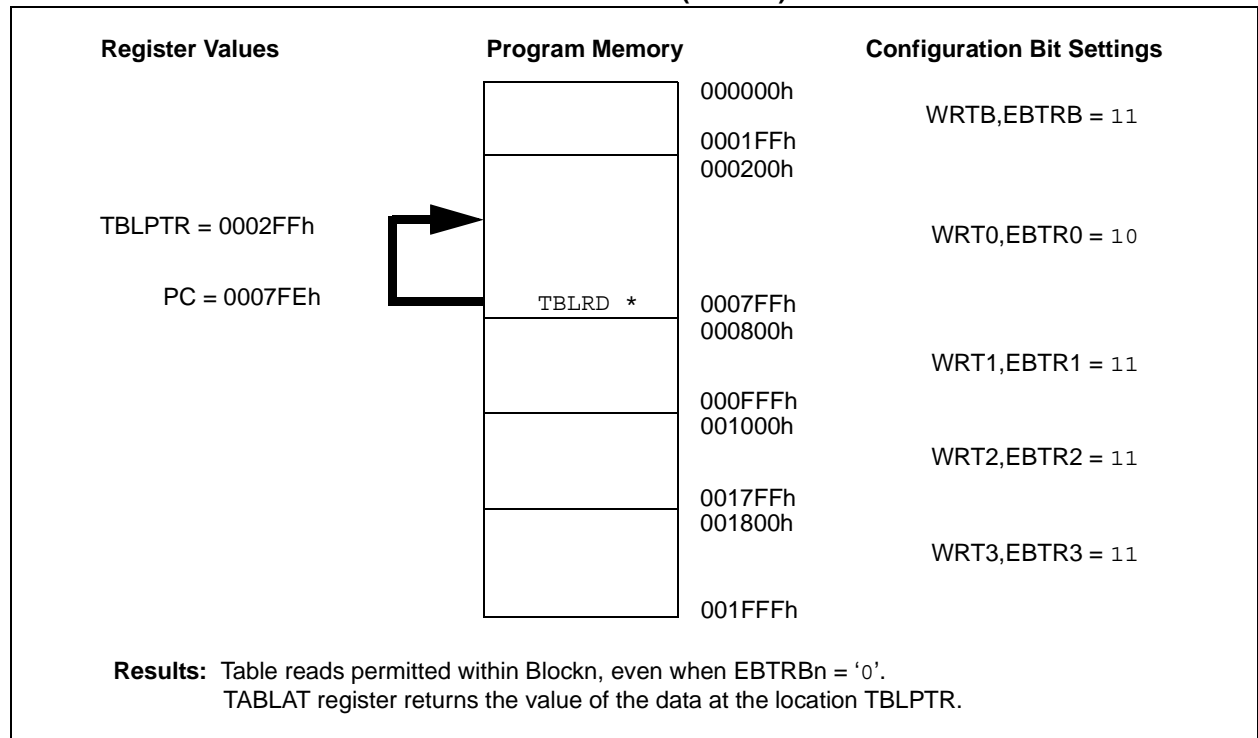 Register Values Program Memory Configuration Bit Settings
000000h
WRTB,EBTRB = 11
0001FFh
000200h
TBLPTR = 0002FFh
WRT0,EBTR0 = 10
PC = 0007FEh
TBLRD *
0007FFh
000800h
WRT1,EBTR1 = 11
000FFFh
001000h
WRT2,EBTR2 = 11
0017FFh
001800h
WRT3,EBTR3 = 11
001FFFh
Results: Table reads permitted within Blockn, even when EBTRBn = ‘0’.
TABLAT register returns the value of the data at the location TBLPTR.